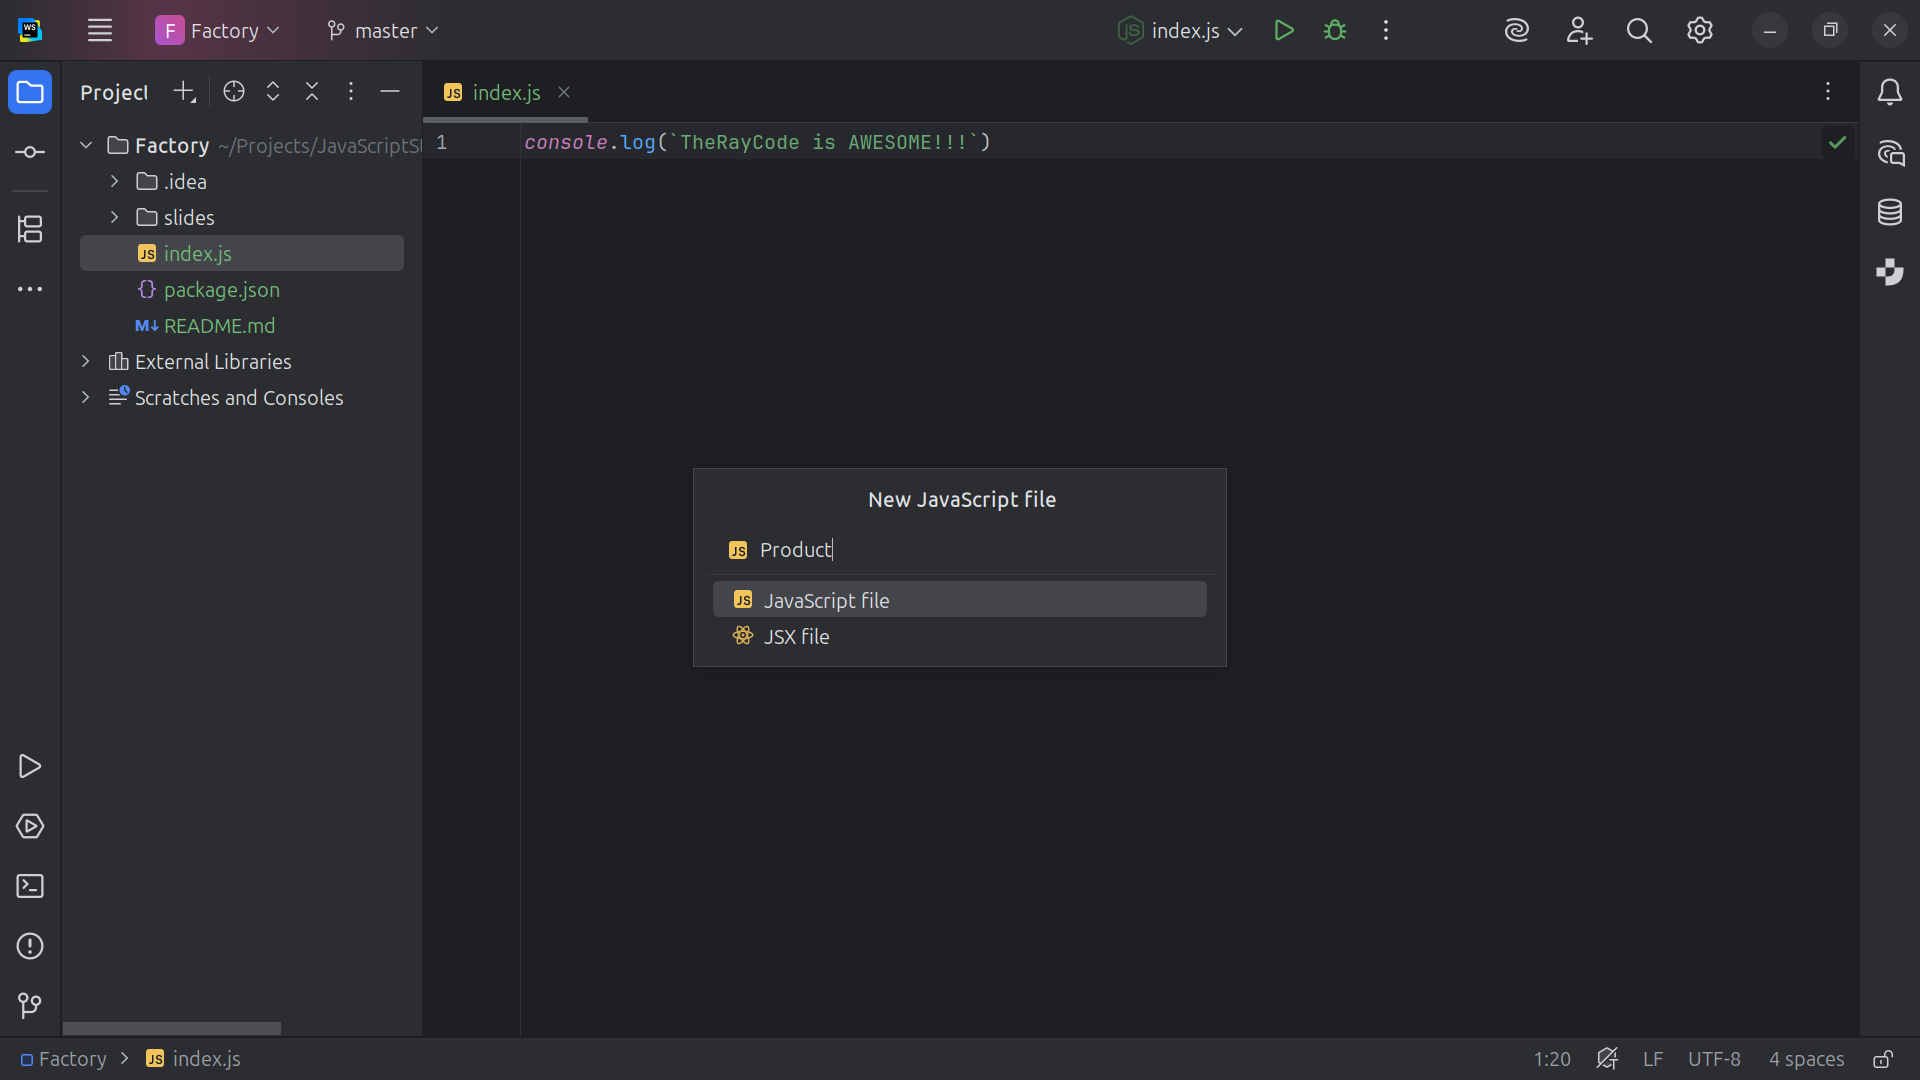 WS
F Factory
master
JS index.js
Project
JS index.js
1 console.log(`TheRayCode is AWESOME!!!`)
Factory ~/Projects/JavaScriptS
.idea
slides
JS index.js
{} package.json
M↓ README.md
External Libraries
Scratches and Consoles
New JavaScript file
JS Product
JS JavaScript file
JSX file
Factory > JS index.js
1:20 LF UTF-8 4 spaces